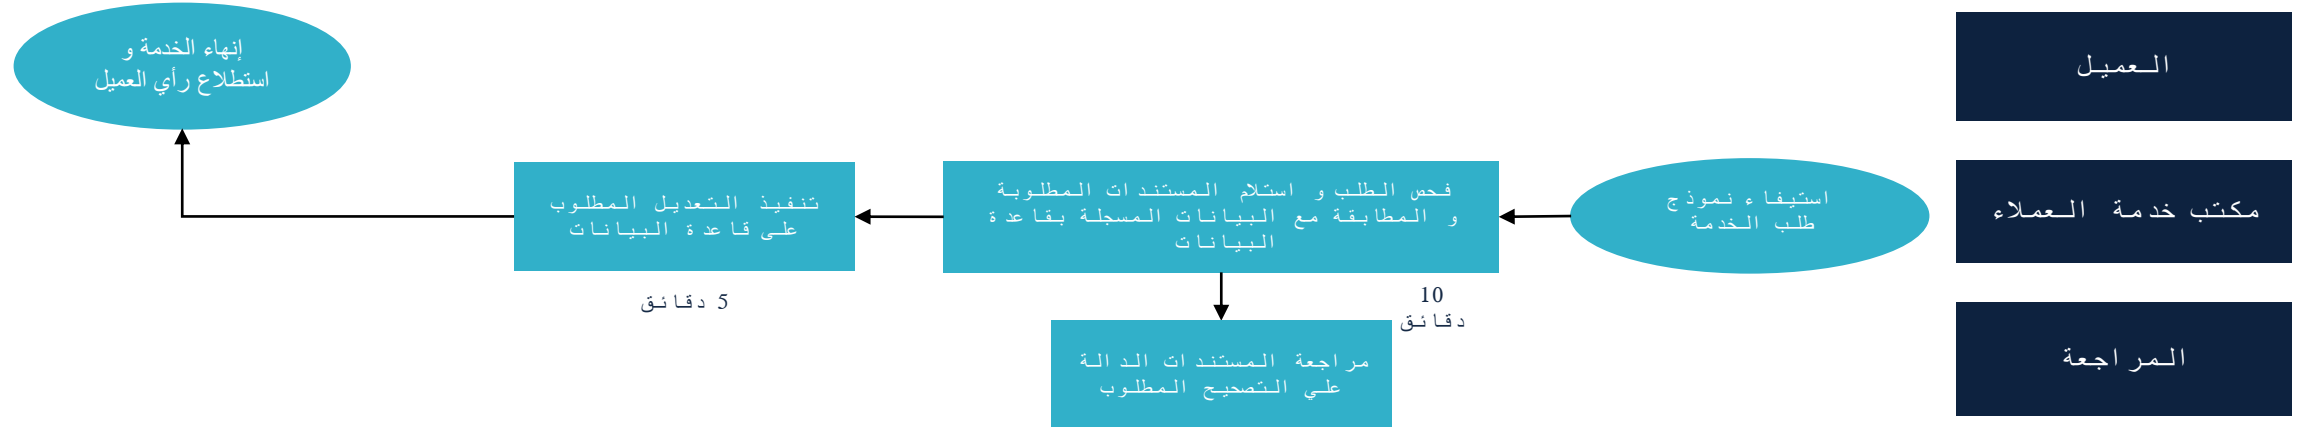 العميل
إنهاء الخدمة و
استطلاع رأي العميل
مكتب خدمة العملاء
استيفاء نموذج
طلب الخدمة
فحص الطلب و استلام المستندات المطلوبة
و المطابقة مع البيانات المسجلة بقاعدة
البيانات
10
دقائق
تنفيذ التعديل المطلوب
على قاعدة البيانات
5 دقائق
المراجعة
مراجعة المستندات الدالة
علي التصحيح المطلوب